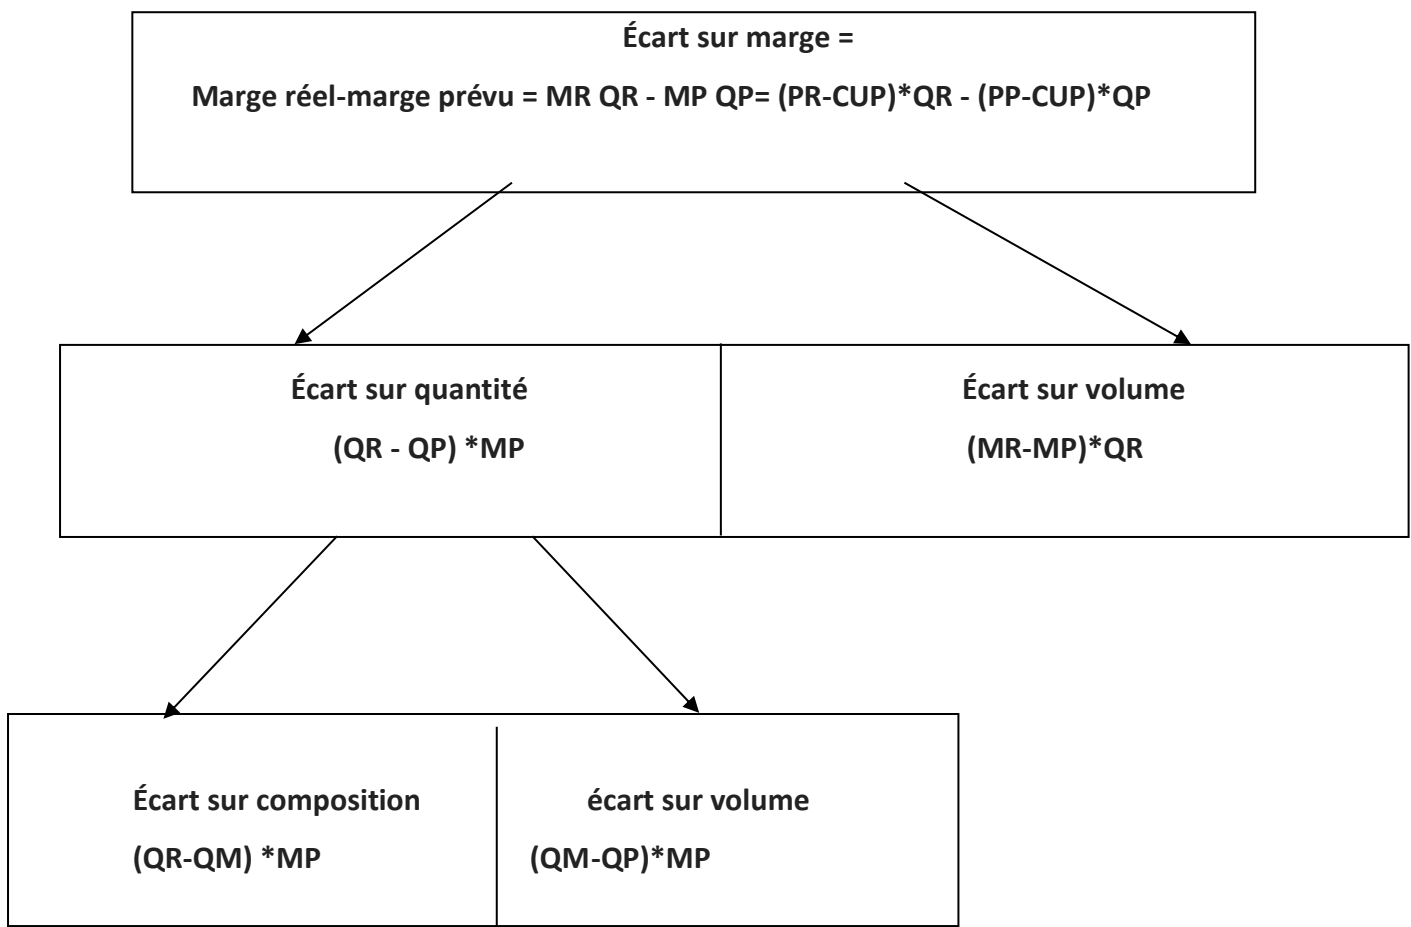 Écart sur marge =
Marge réel-marge prévu = MR QR - MP QP= (PR-CUP)*QR - (PP-CUP)*QP
Écart sur quantité
(QR - QP) *MP
Écart sur volume
(MR-MP)*QR
Écart sur composition
(QR-QM) *MP
écart sur volume
(QM-QP)*MP